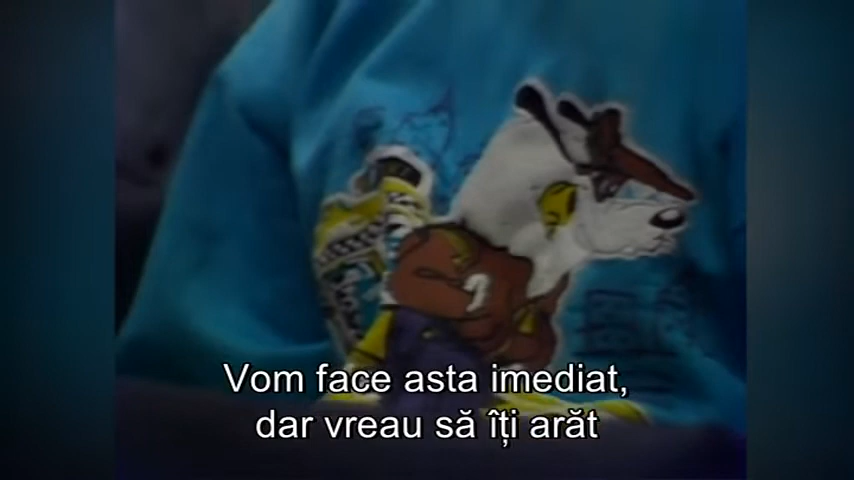 Vom face asta imediat,
dar vreau să îți arăt